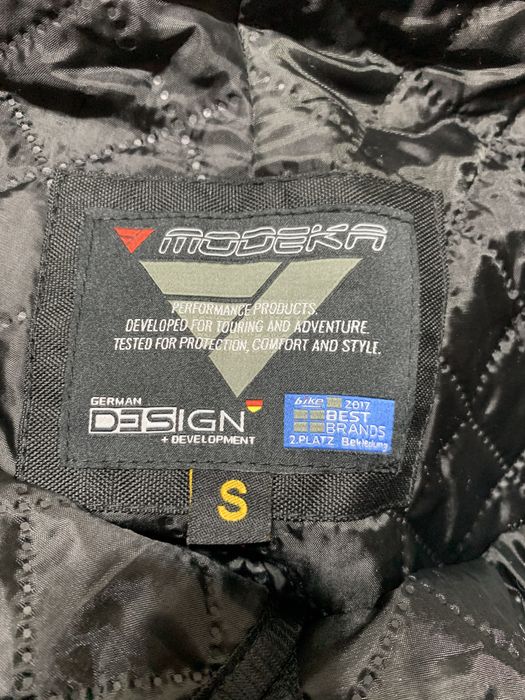 MODEKA
PERFORMANCE PRODUCTS.
DEVELOPED FOR TOURING AND ADVENTURE.
TESTED FOR PROTECTION, COMFORT AND STYLE.
GERMAN
DESIGN
+ DEVELOPMENT
bike 2017
BEST
BRANDS
2.PLATZ Bekleidung
S